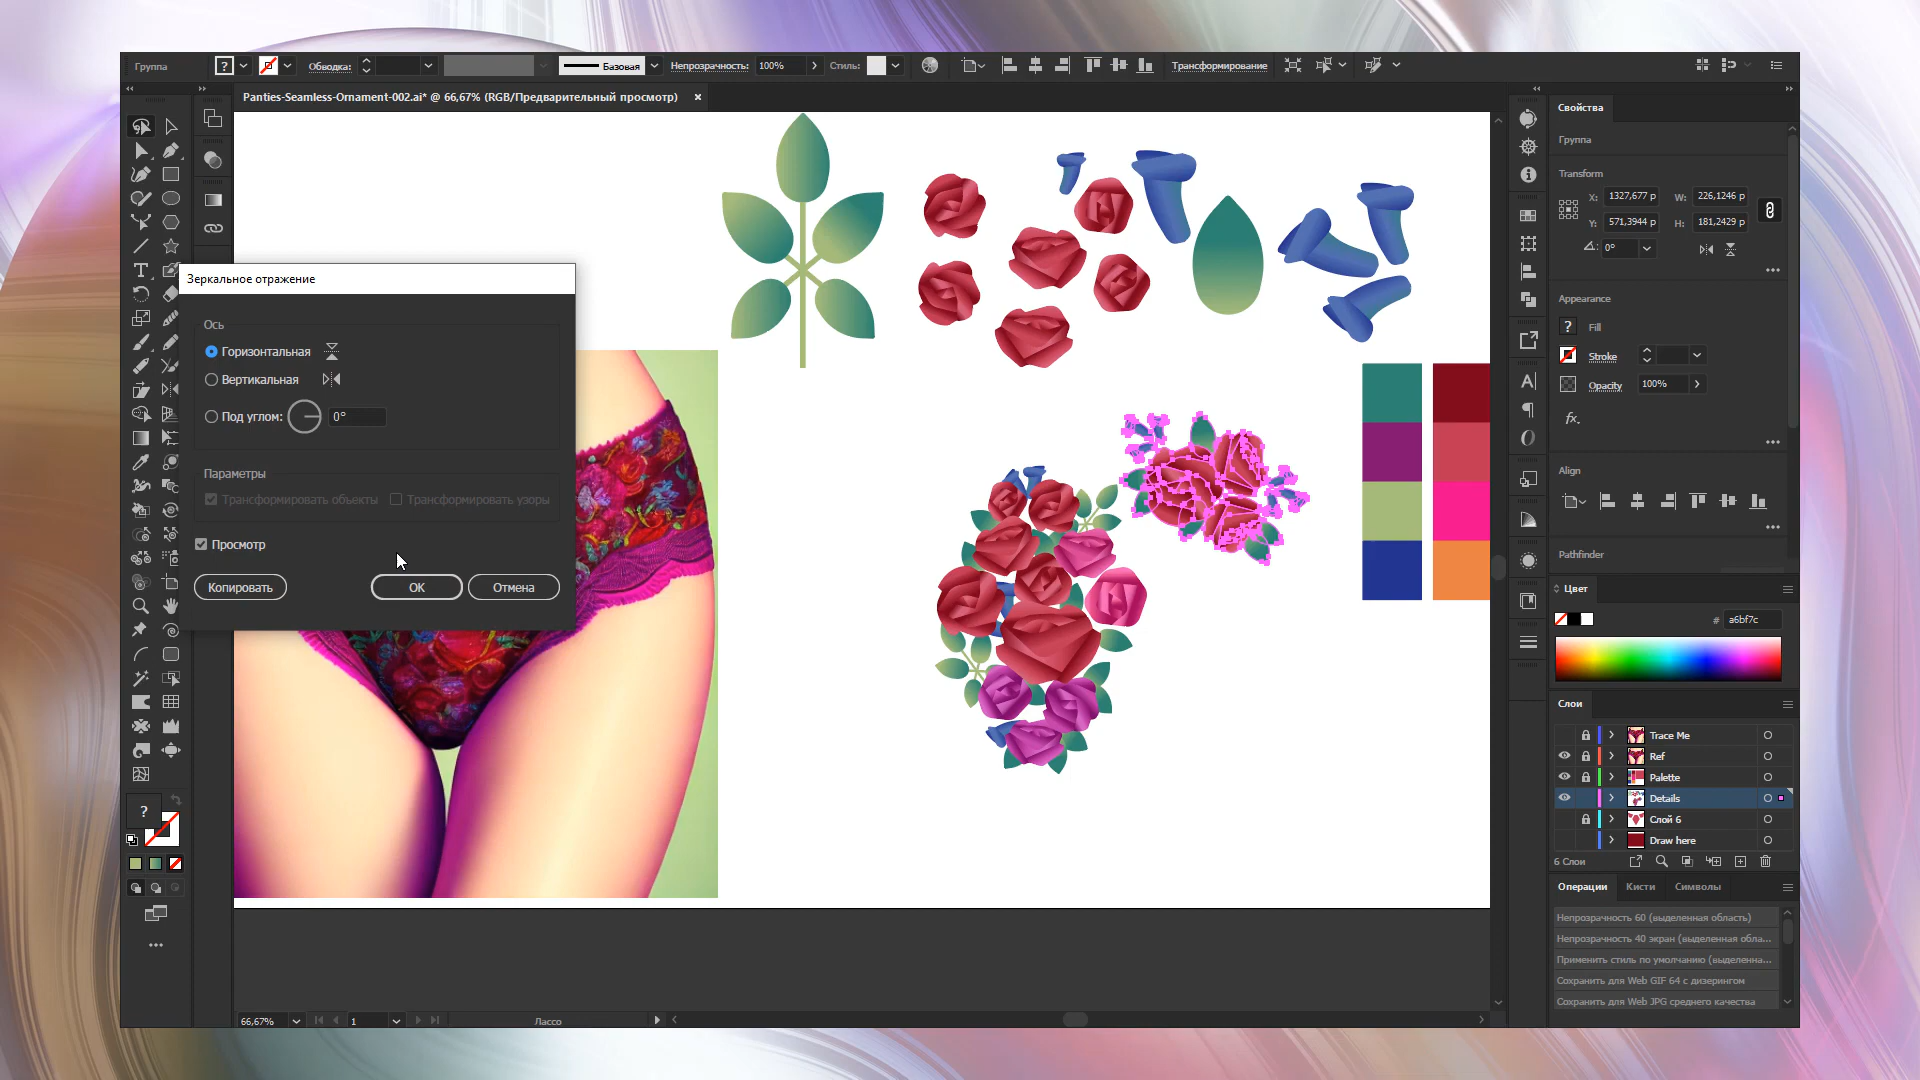 Группа
Обводка:
Базовая
Непрозрачность:
100%
Стиль:
Трансформирование
Panties-Seamless-Ornament-002.ai* @ 66,67% (RGB/Предварительный просмотр)
Зеркальное отражение
Ось
Горизонтальная
Вертикальная
Под углом:
0°
Параметры
Трансформировать объекты
Трансформировать узоры
Просмотр
Копировать
ОК
Отмена
66,67%
1
Лассо
Свойства
Группа
Transform
X:
1327,677 p
W:
226,1246 p
Y:
571,3944 p
H:
181,2429 p
0°
Appearance
Fill
Stroke
Opacity
100%
fx.
Align
Pathfinder
Цвет
#
a6bf7c
Слои
Trace Me
Ref
Palette
Details
Слой 6
Draw here
6 Слои
Операции
Кисти
Символы
Непрозрачность 60 (выделенная область)
Непрозрачность 40 экран (выделенная обла...
Применить стиль по умолчанию (выделенна...
Сохранить для Web GIF 64 с дизерингом
Сохранить для Web JPG среднего качества